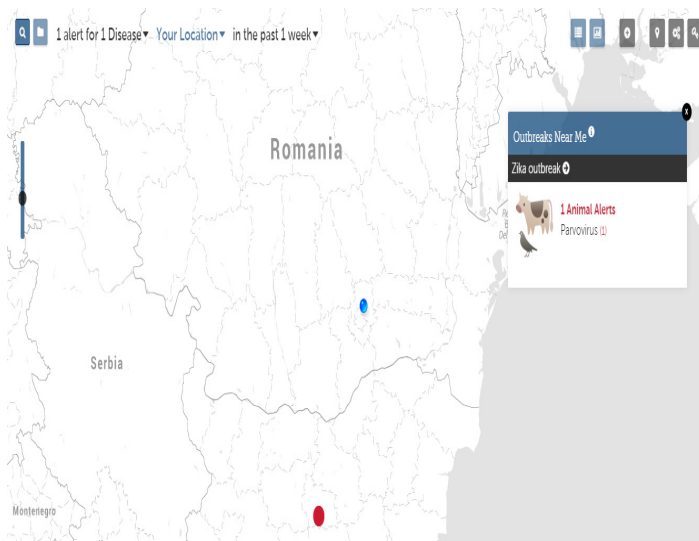 1 alert for 1 Disease Your Location in the past 1 week
Romania
Outbreaks Near Me
Zika outbreak
1 Animal Alerts
Parvovirus (1)
Serbia
Montenegro